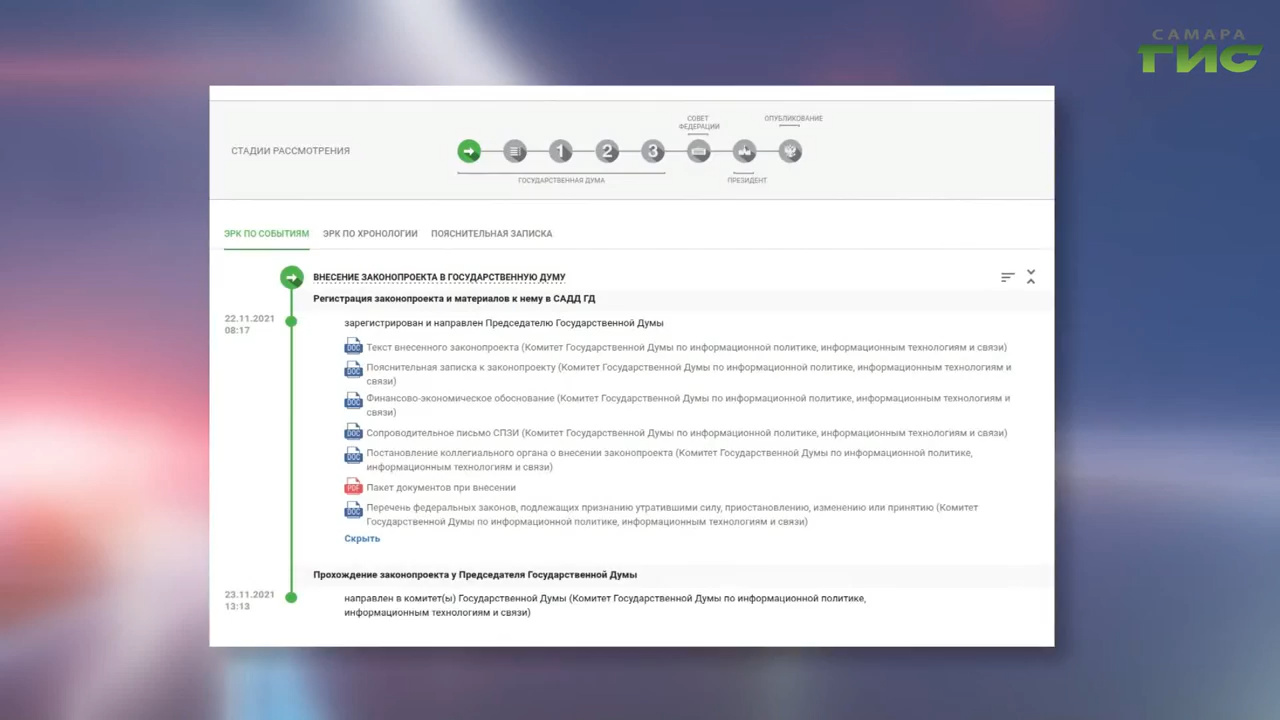 САМАРА
ГИС
СОВЕТ
ФЕДЕРАЦИИ
ОПУБЛИКОВАНИЕ
СТАДИИ РАССМОТРЕНИЯ
1
2
3
ГОСУДАРСТВЕННАЯ ДУМА
ПРЕЗИДЕНТ
ЭРК ПО СОБЫТИЯМ
ЭРК ПО ХРОНОЛОГИИ
ПОЯСНИТЕЛЬНАЯ ЗАПИСКА
ВНЕСЕНИЕ ЗАКОНОПРОЕКТА В ГОСУДАРСТВЕННУЮ ДУМУ
Регистрация законопроекта и материалов к нему в САДД ГД
22.11.2021
08:17
зарегистрирован и направлен Председателю Государственной Думы
DOC Текст внесенного законопроекта (Комитет Государственной Думы по информационной политике, информационным технологиям и связи)
DOC Пояснительная записка к законопроекту (Комитет Государственной Думы по информационной политике, информационным технологиям и
связи)
DOC Финансово-экономическое обоснование (Комитет Государственной Думы по информационной политике, информационным технологиям и
связи)
DOC Сопроводительное письмо СПЗИ (Комитет Государственной Думы по информационной политике, информационным технологиям и связи)
DOC Постановление коллегиального органа о внесении законопроекта (Комитет Государственной Думы по информационной политике,
информационным технологиям и связи)
PDF Пакет документов при внесении
DOC Перечень федеральных законов, подлежащих признанию утратившими силу, приостановлению, изменению или принятию (Комитет
Государственной Думы по информационной политике, информационным технологиям и связи)
Скрыть
Прохождение законопроекта у Председателя Государственной Думы
23.11.2021
13:13
направлен в комитет(ы) Государственной Думы (Комитет Государственной Думы по информационной политике,
информационным технологиям и связи)